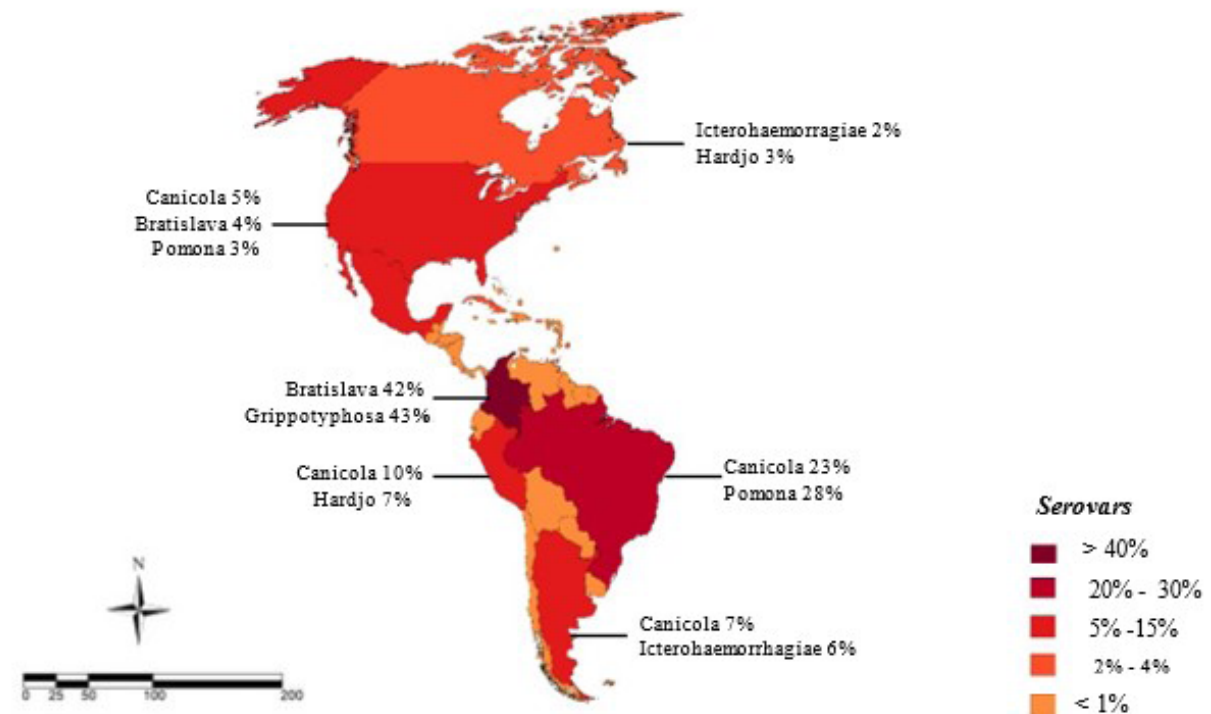 Icterohaemorragiae 2%
Hardjo 3%
Canicola 5%
Bratislava 4%
Pomona 3%
Bratislava 42%
Grippotyphosa 43%
Canicola 10%
Hardjo 7%
Canicola 23%
Pomona 28%
Canicola 7%
Icterohaemorrhagiae 6%
Serovars
> 40%
20% - 30%
5% -15%
2% - 4%
< 1%
N
0 25 50 100 200